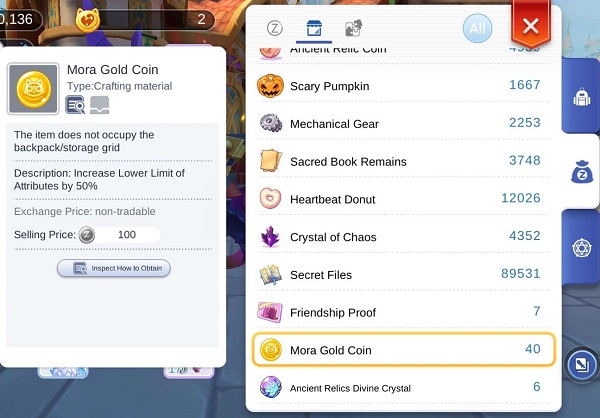 0,136
2
Mora Gold Coin
Type:Crafting material
The item does not occupy the
backpack/storage grid
Description: Increase Lower Limit of
Attributes by 50%
Exchange Price: non-tradable
Selling Price: Z 100
Inspect How to Obtain
Z
All
Ancient Relic Coin
Scary Pumpkin 1667
Mechanical Gear 2253
Sacred Book Remains 3748
Heartbeat Donut 12026
Crystal of Chaos 4352
Secret Files 89531
Friendship Proof 7
Mora Gold Coin 40
Ancient Relics Divine Crystal 6
Z